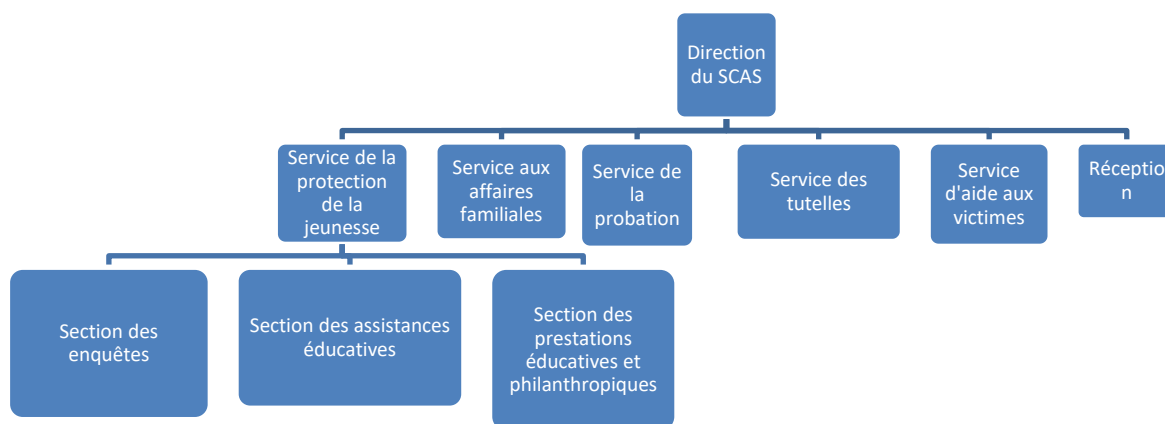 Direction
du SCAS
Service de la
protection
de la
jeunesse
Service aux
affaires
familiales
Service de
la
probation
Service des
tutelles
Service
d'aide aux
victimes
Réceptio
n
Section des
enquêtes
Section des assistances
éducatives
Section des
prestations
éducatives et
philanthropiques